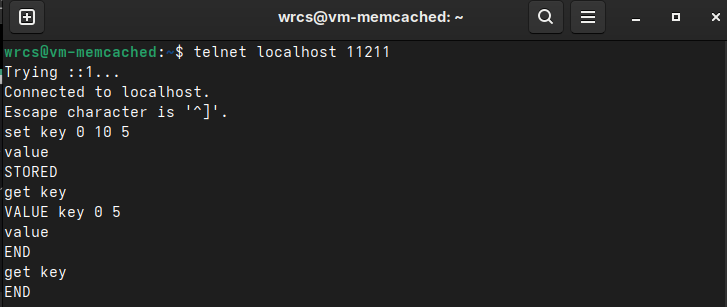 wrcs@vm-memcached: ~
wrcs@vm-memcached:~$ telnet localhost 11211
Trying ::1...
Connected to localhost.
Escape character is '^]'.
set key 0 10 5
value
STORED
get key
VALUE key 0 5
value
END
get key
END